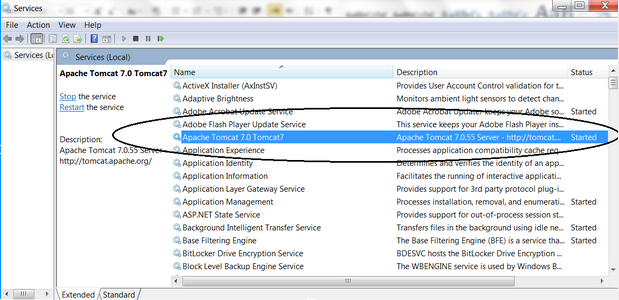 Services
File Action View Help
Services (Lo
Services (Local)
Apache Tomcat 7.0 Tomcat7
Stop the service
Restart the service
Description:
Apache Tomcat 7.0.55 Server -
http://tomcat.apache.org/
Name Description Status
ActiveX Installer (AxInstSV) Provides User Account Control validation for t...
Adaptive Brightness Monitors ambient light sensors to detect chan...
Adobe Acrobat Update Service Adobe Acrobat Updater keeps your Adobe so... Started
Adobe Flash Player Update Service This service keeps your Adobe Flash Player ins...
Apache Tomcat 7.0 Tomcat7 Apache Tomcat 7.0.55 Server - http://tomcat.... Started
Application Experience Processes application compatibility cache req...
Application Identity Determines and verifies the identity of an app...
Application Information Facilitates the running of interactive applicati...
Application Layer Gateway Service Provides support for 3rd party protocol plug-i...
Application Management Processes installation, removal, and enumerati... Started
ASP.NET State Service Provides support for out-of-process session st...
Background Intelligent Transfer Service Transfers files in the background using idle ne... Started
Base Filtering Engine The Base Filtering Engine (BFE) is a service tha... Started
BitLocker Drive Encryption Service BDESVC hosts the BitLocker Drive Encryption...
Block Level Backup Engine Service The WBENGINE service is used by Windows B...
Extended Standard